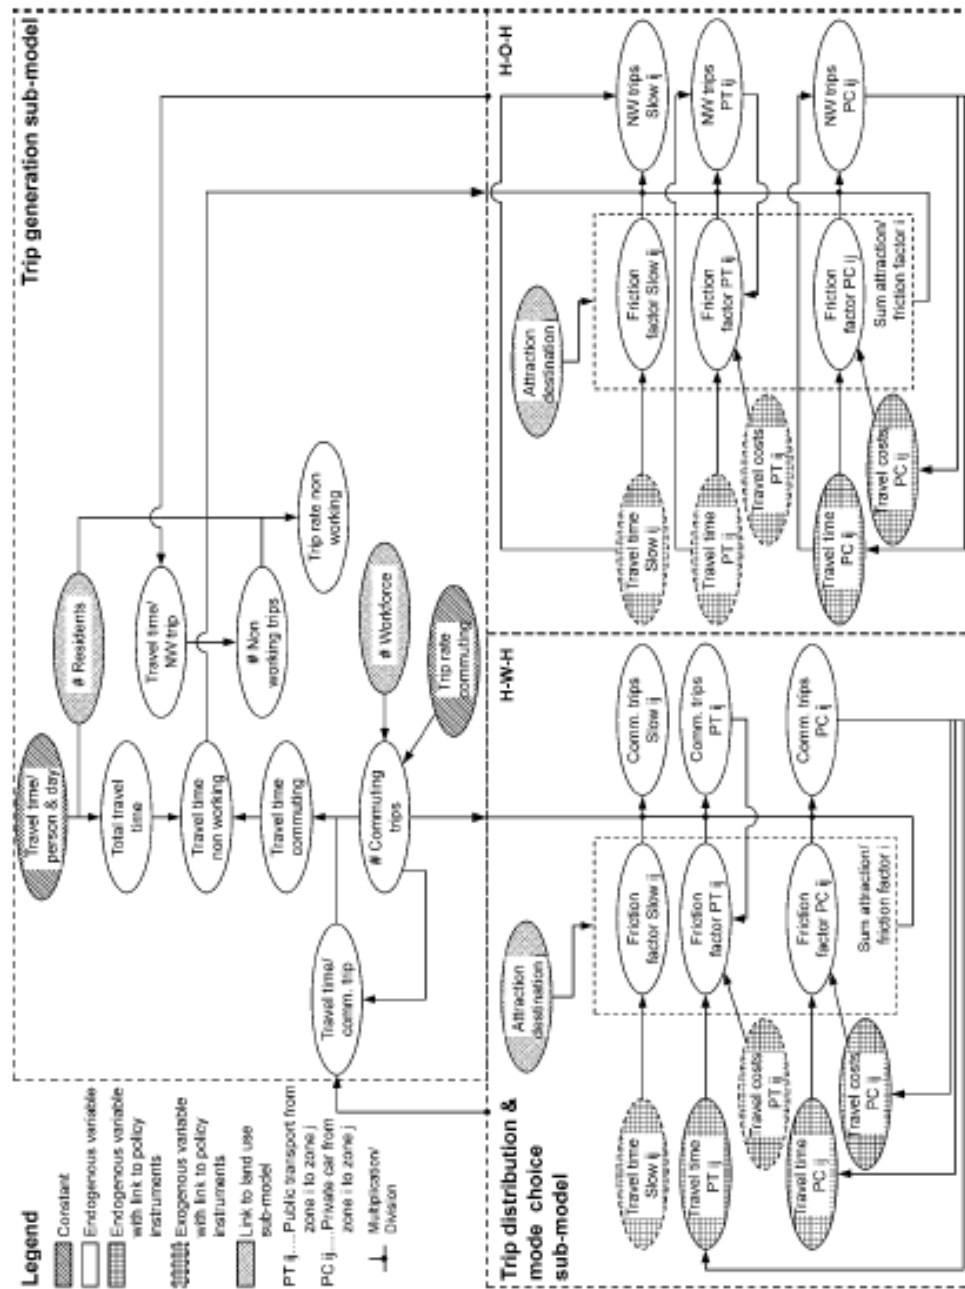 Legend
Constant
Endogenous variable
Endogenous variable
with link to policy
instruments
Exogenous variable
with link to policy
instruments
Link to land use
sub-model
PT ij.... Public transport from
zone i to zone j
PC ij.... Private car from
zone i to zone j
Multiplication/
Division
Trip generation sub-model
Travel time/
person & day
# Residents
Total travel
time
Travel time/
NW trip
Travel time
non working
# Non
working trips
Trip rate non
working
Travel time
commuting
Travel time/
comm. trip
# Commuting
trips
# Workforce
Trip rate
commuting
Trip distribution &
mode choice
sub-model
H-W-H
Attraction
destination
Travel time
Slow ij
Friction
factor Slow ij
Comm. trips
Slow ij
Travel time
PT ij
Friction
factor PT ij
Comm. trips
PT ij
Travel costs
PT ij
Travel time
PC ij
Friction
factor PC ij
Comm. trips
PC ij
Travel costs
PC ij
Sum attraction/
friction factor i
H-O-H
Attraction
destination
Travel time
Slow ij
Friction
factor Slow ij
NW trips
Slow ij
Travel time
PT ij
Friction
factor PT ij
NW trips
PT ij
Travel costs
PT ij
Travel time
PC ij
Friction
factor PC ij
NW trips
PC ij
Travel costs
PC ij
Sum attraction/
friction factor i